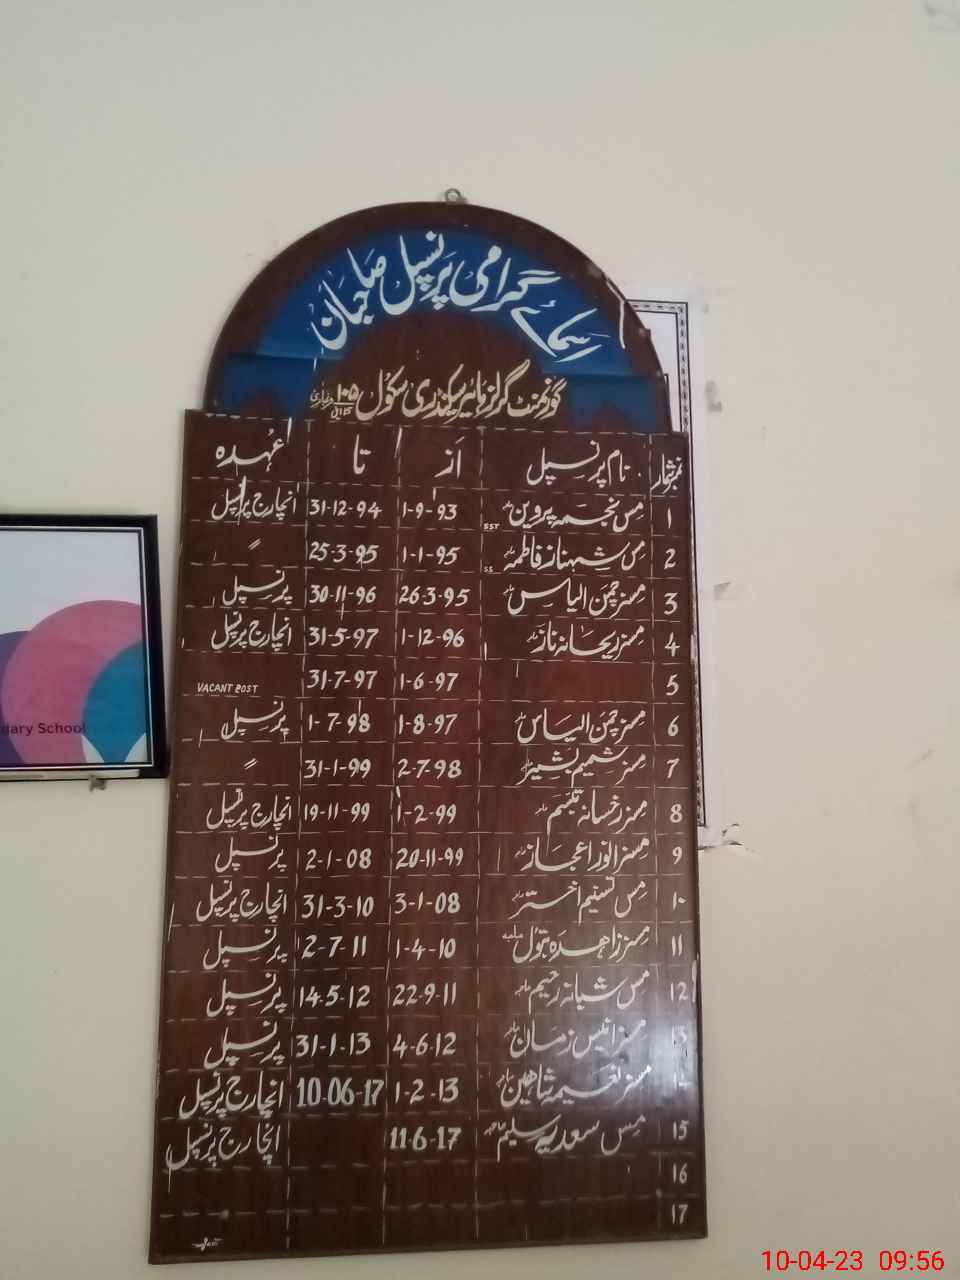 اسمائے گرامی پرنسپل صاحبان
گورنمنٹ گرلز ہائیر سیکنڈری سکول ۱۰۵
نمبر شمار نام پرنسپل از تا عہدہ
1 مس نجمہ پروین SST 1-9-93 31-12-94 انچارج پرنسپل
2 مس شہناز فاطمہ SS 1-1-95 25-3-95 〃
3 مسز چمن الیاس 26-3-95 30-11-96 پرنسپل
4 مسز ریحانہ ناز 1-12-96 31-5-97 انچارج پرنسپل
5 1-6-97 31-7-97 VACANT POST
6 مسز چمن الیاس 1-8-97 1-7-98 پرنسپل
7 مسز شمیم بشیر 2-7-98 31-1-99 〃
8 مسز رخسانہ تبسم 1-2-99 19-11-99 انچارج پرنسپل
9 مسز انور اعجاز 20-11-99 2-1-08 پرنسپل
10 مس تسنیم اختر 3-1-08 31-3-10 انچارج پرنسپل
11 مسز زاہدہ بتول 1-4-10 2-7-11 پرنسپل
12 مس شبانہ رحیم 22-9-11 14-5-12 پرنسپل
13 مسز انیس زمان 4-6-12 31-1-13 پرنسپل
14 مسز نعیمہ شاہین 1-2-13 10-06-17 انچارج پرنسپل
15 مس سعدیہ سلیم 11-6-17 انچارج پرنسپل
16
17
dary School
10-04-23 09:56